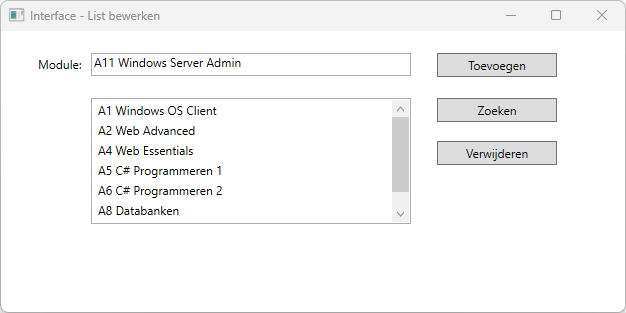 Interface - List bewerken
Module: A11 Windows Server Admin Toevoegen
A1 Windows OS Client Zoeken
A2 Web Advanced
A4 Web Essentials Verwijderen
A5 C# Programmeren 1
A6 C# Programmeren 2
A8 Databanken